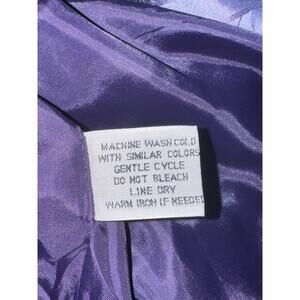 MACHINE WASH COLD
WITH SIMILAR COLORS
GENTLE CYCLE
DO NOT BLEACH
LINE DRY
WARM IRON IF NEEDED